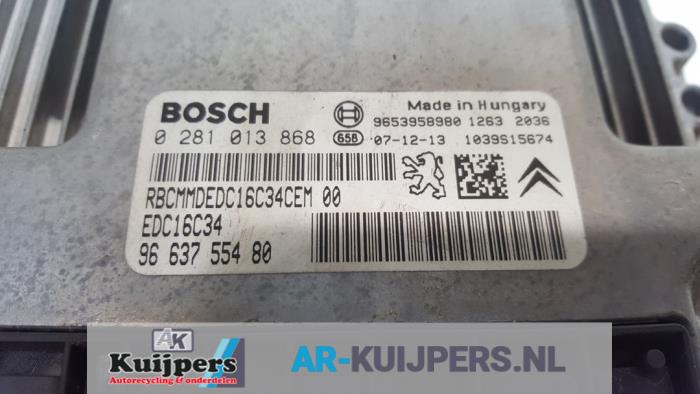 BOSCH
Made in Hungary
9653958980 1263 2036
0 281 013 868
658
07-12-13
1039S15674
RBCMMDEDC16C34CEM 00
EDC16C34
96 637 554 80
AK
Kuijpers
Autorecycling & onderdelen
AR-KUIJPERS.NL